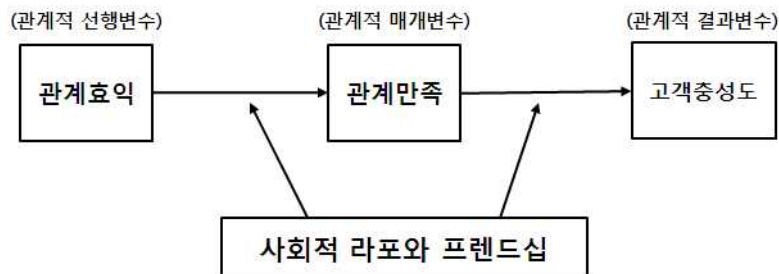 (관계적 선행변수) (관계적 매개변수) (관계적 결과변수)
관계효익 관계만족 고객충성도
사회적 라포와 프렌드십